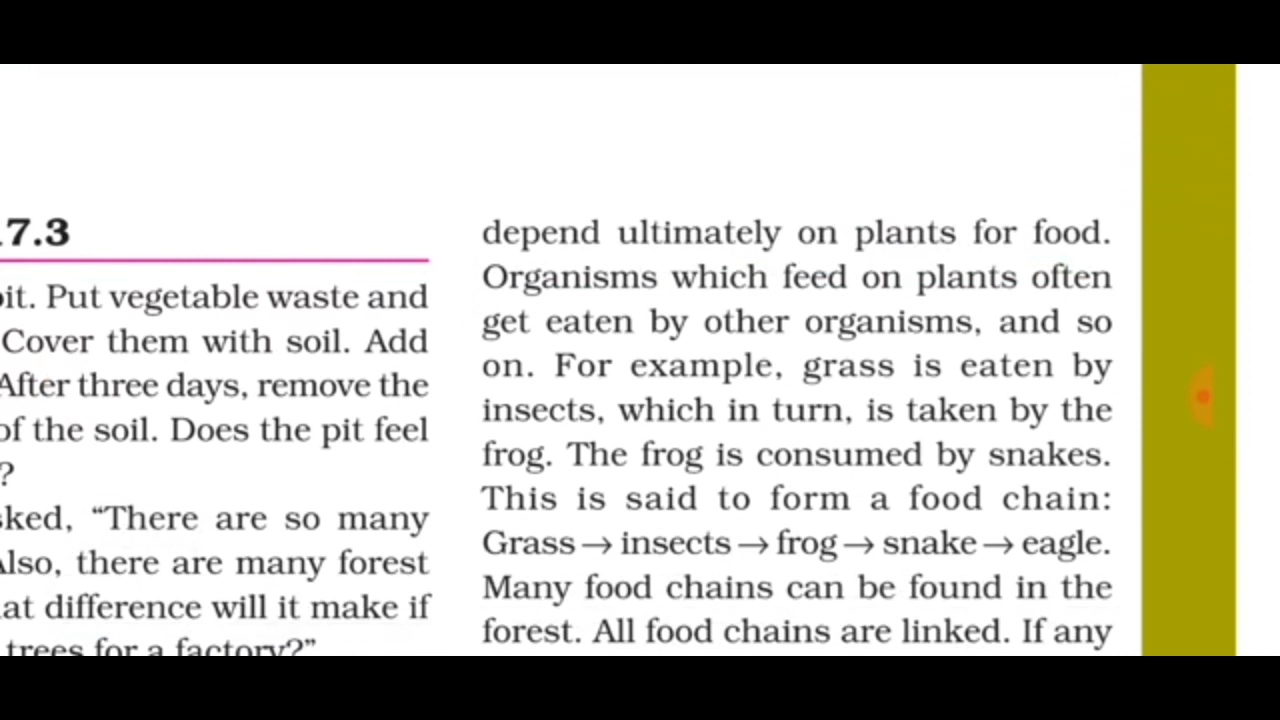 7.3
it. Put vegetable waste and
Cover them with soil. Add
After three days, remove the
of the soil. Does the pit feel
?
“There are so many
there are many forest
difference will it make if
trees for a factory?”
depend ultimately on plants for food.
Organisms which feed on plants often
get eaten by other organisms, and so
on. For example, grass is eaten by
insects, which in turn, is taken by the
frog. The frog is consumed by snakes.
This is said to form a food chain:
Grass→insects→frog→snake→eagle.
Many food chains can be found in the
forest. All food chains are linked. If any